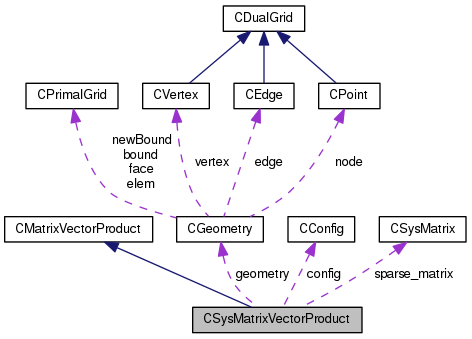 CDualGrid
CPrimalGrid
CVertex
CEdge
CPoint
newBound
bound
face
elem
vertex
edge
node
CMatrixVectorProduct
CGeometry
CConfig
CSysMatrix
geometry
config
sparse_matrix
CSysMatrixVectorProduct